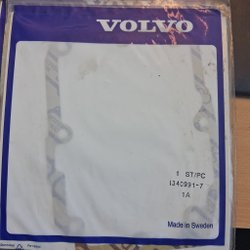 VOLVO
1 ST/PC
1340991-7
1A
Made in Sweden